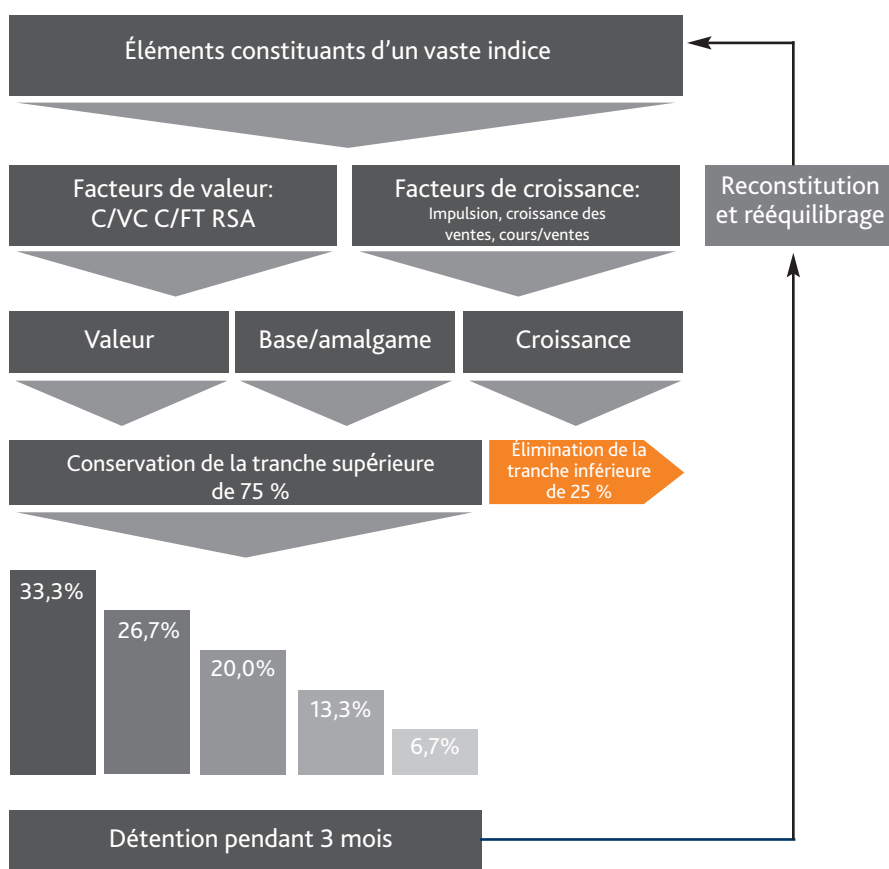 Éléments constituants d'un vaste indice
Facteurs de valeur:
C/VC C/FT RSA
Facteurs de croissance:
Impulsion, croissance des
ventes, cours/ventes
Reconstitution
et rééquilibrage
Valeur
Base/amalgame
Croissance
Conservation de la tranche supérieure
de 75 %
Élimination de la
tranche inférieure
de 25 %
33,3%
26,7%
20,0%
13,3%
6,7%
Détention pendant 3 mois